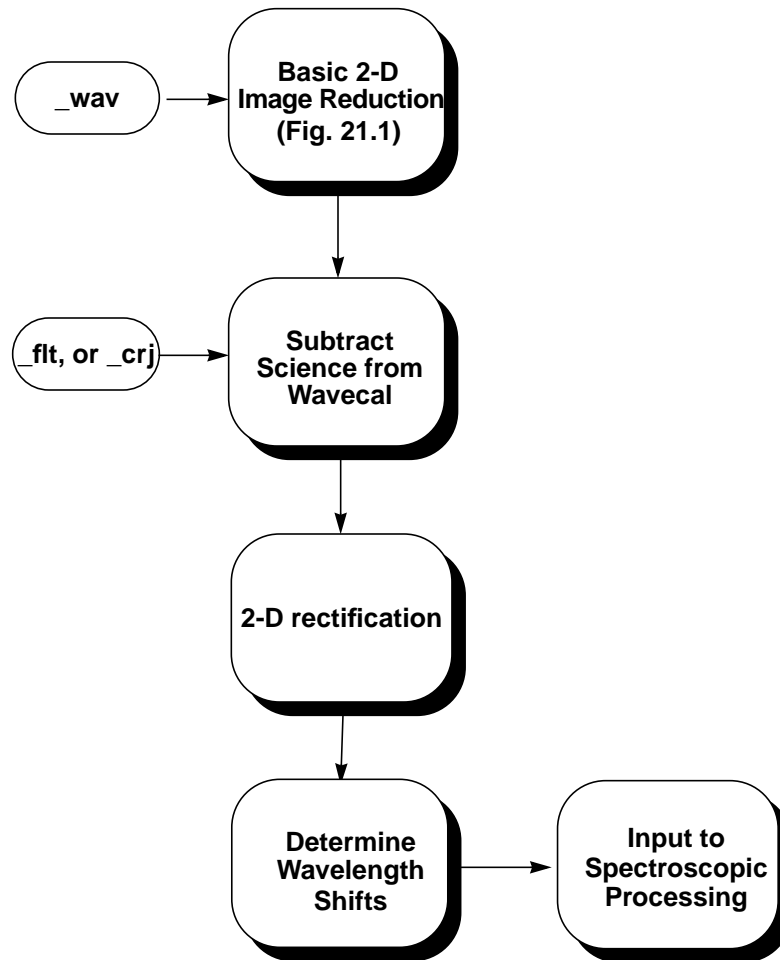 Basic 2-D
Image Reduction
(Fig. 21.1)
_wav
Subtract
Science from
Wavecal
_flt, or _crj
2-D rectification
Determine
Wavelength
Shifts
Input to
Spectroscopic
Processing